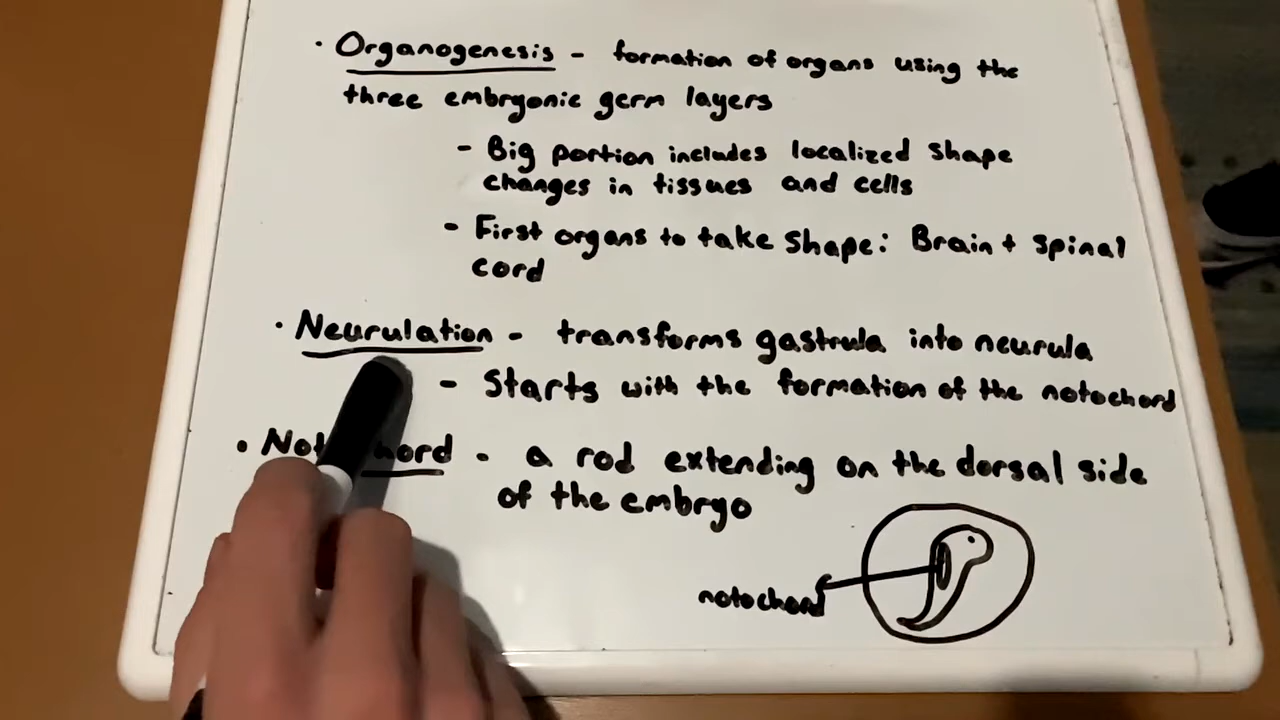 • Organogenesis - formation of organs using the
three embryonic germ layers
- Big portion includes localized shape
changes in tissues and cells
- First organs to take shape: Brain + spinal
cord
• Neurulation - transforms gastrula into neurula
- Starts with the formation of the notochord
• Notochord - a rod extending on the dorsal side
of the embryo
notochord